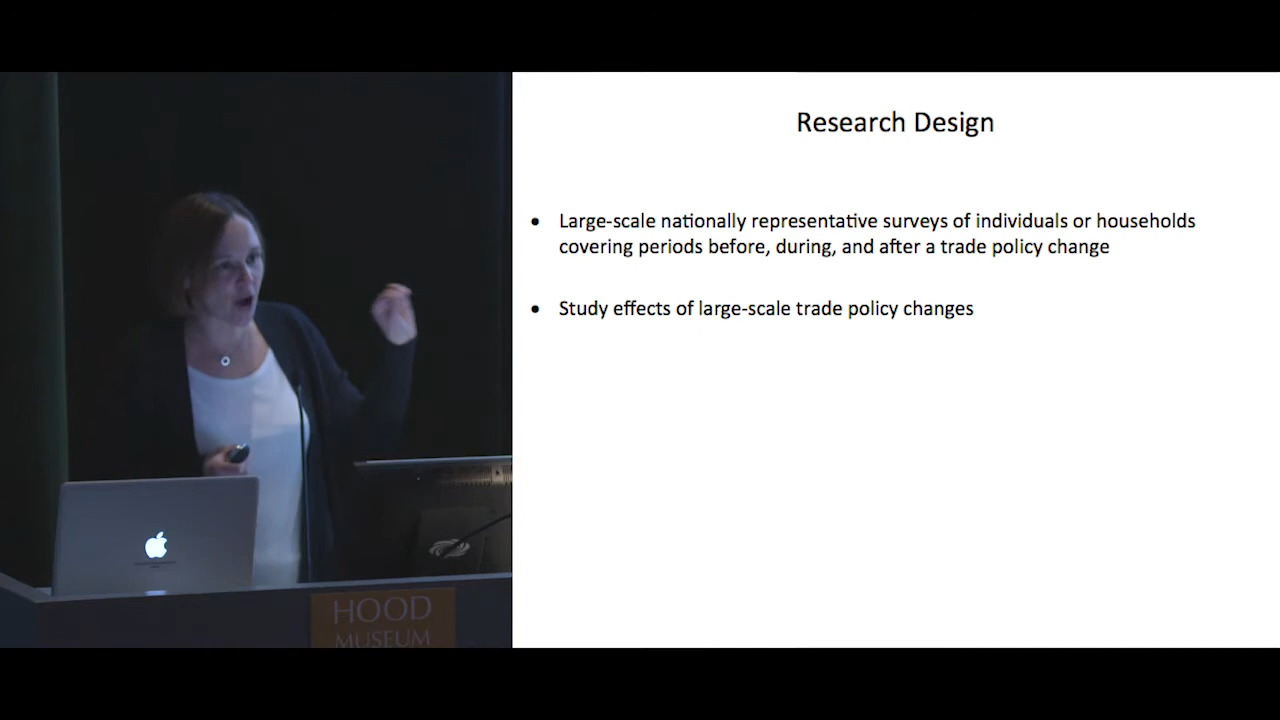 Research Design
• Large-scale nationally representative surveys of individuals or households
covering periods before, during, and after a trade policy change
• Study effects of large-scale trade policy changes
HOOD
MUSEUM